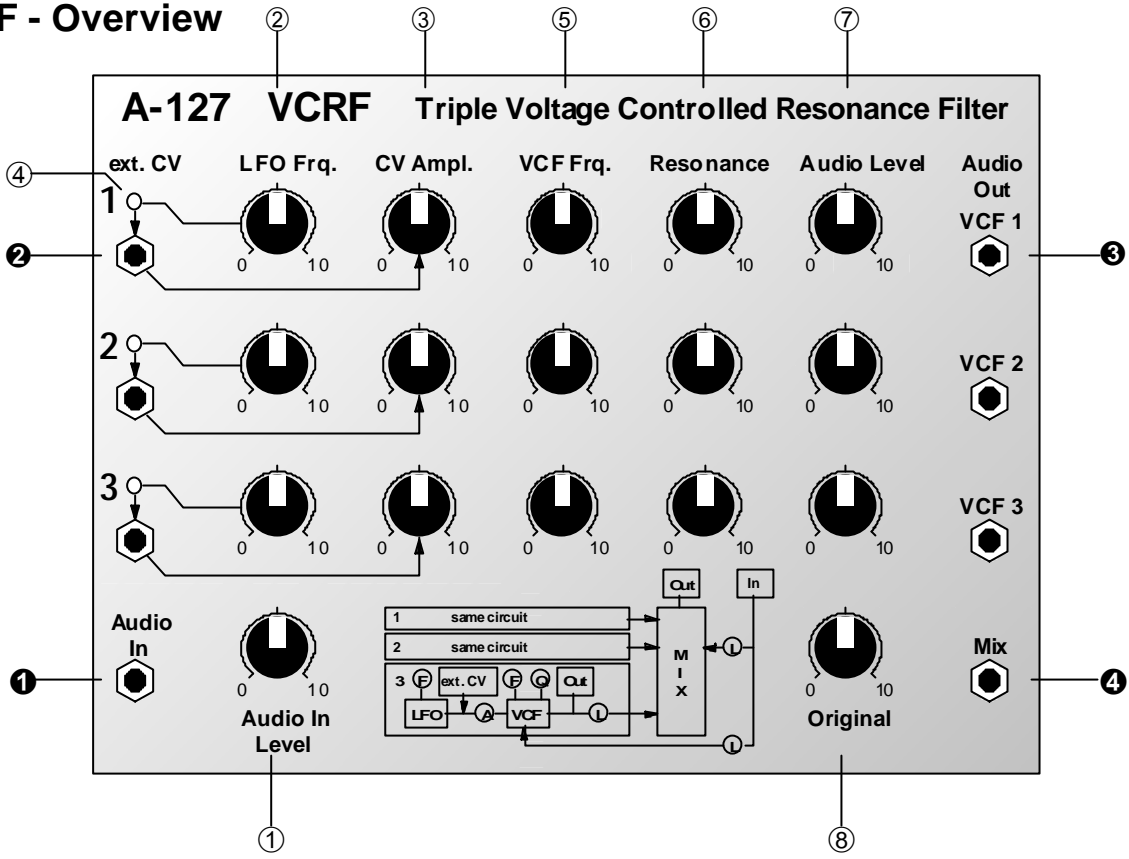 F - Overview
② ③ ⑤ ⑥ ⑦
A-127 VCRF Triple Voltage Controlled Resonance Filter
ext. CV LFO Frq. CV Ampl. VCF Frq. Resonance Audio Level Audio Out
④
1 VCF 1
❷ ❸
0 10 0 10 0 10 0 10 0 10
2 VCF 2
0 10 0 10 0 10 0 10 0 10
3 VCF 3
0 10 0 10 0 10 0 10 0 10
Out In
Audio In
1 same circuit
2 same circuit
MIX
L
Mix
3 F ext. CV F Q Out
❶ ❹
0 10 0 10
LFO A VCF L
Audio In Level
Original
L
① ⑧